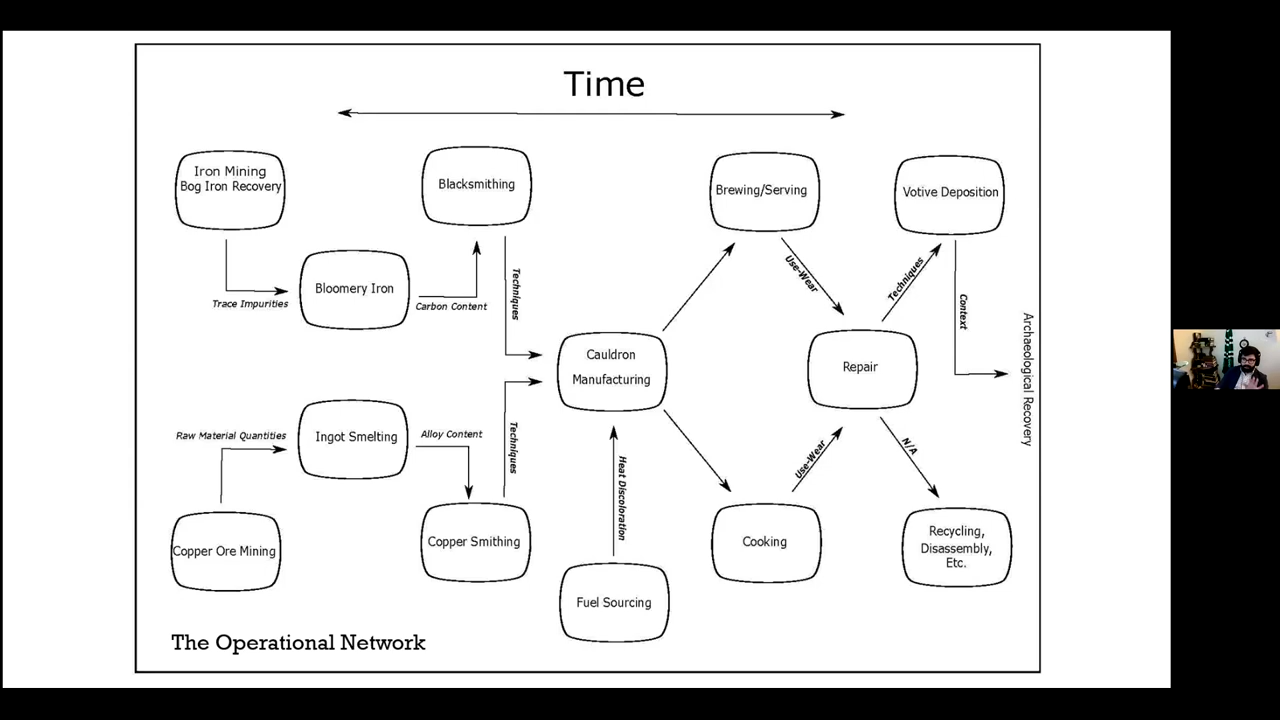 Time
Iron Mining
Bog Iron Recovery
Blacksmithing
Brewing/Serving
Votive Deposition
Bloomery Iron
Trace Impurities
Carbon Content
Techniques
Use-Wear
Techniques
Context
Archaeological Recovery
Cauldron
Manufacturing
Repair
Raw Material Quantities
Ingot Smelting
Alloy Content
Techniques
Heat Discoloration
Use-Wear
N/A
Copper Ore Mining
Copper Smithing
Cooking
Recycling,
Disassembly,
Etc.
Fuel Sourcing
The Operational Network